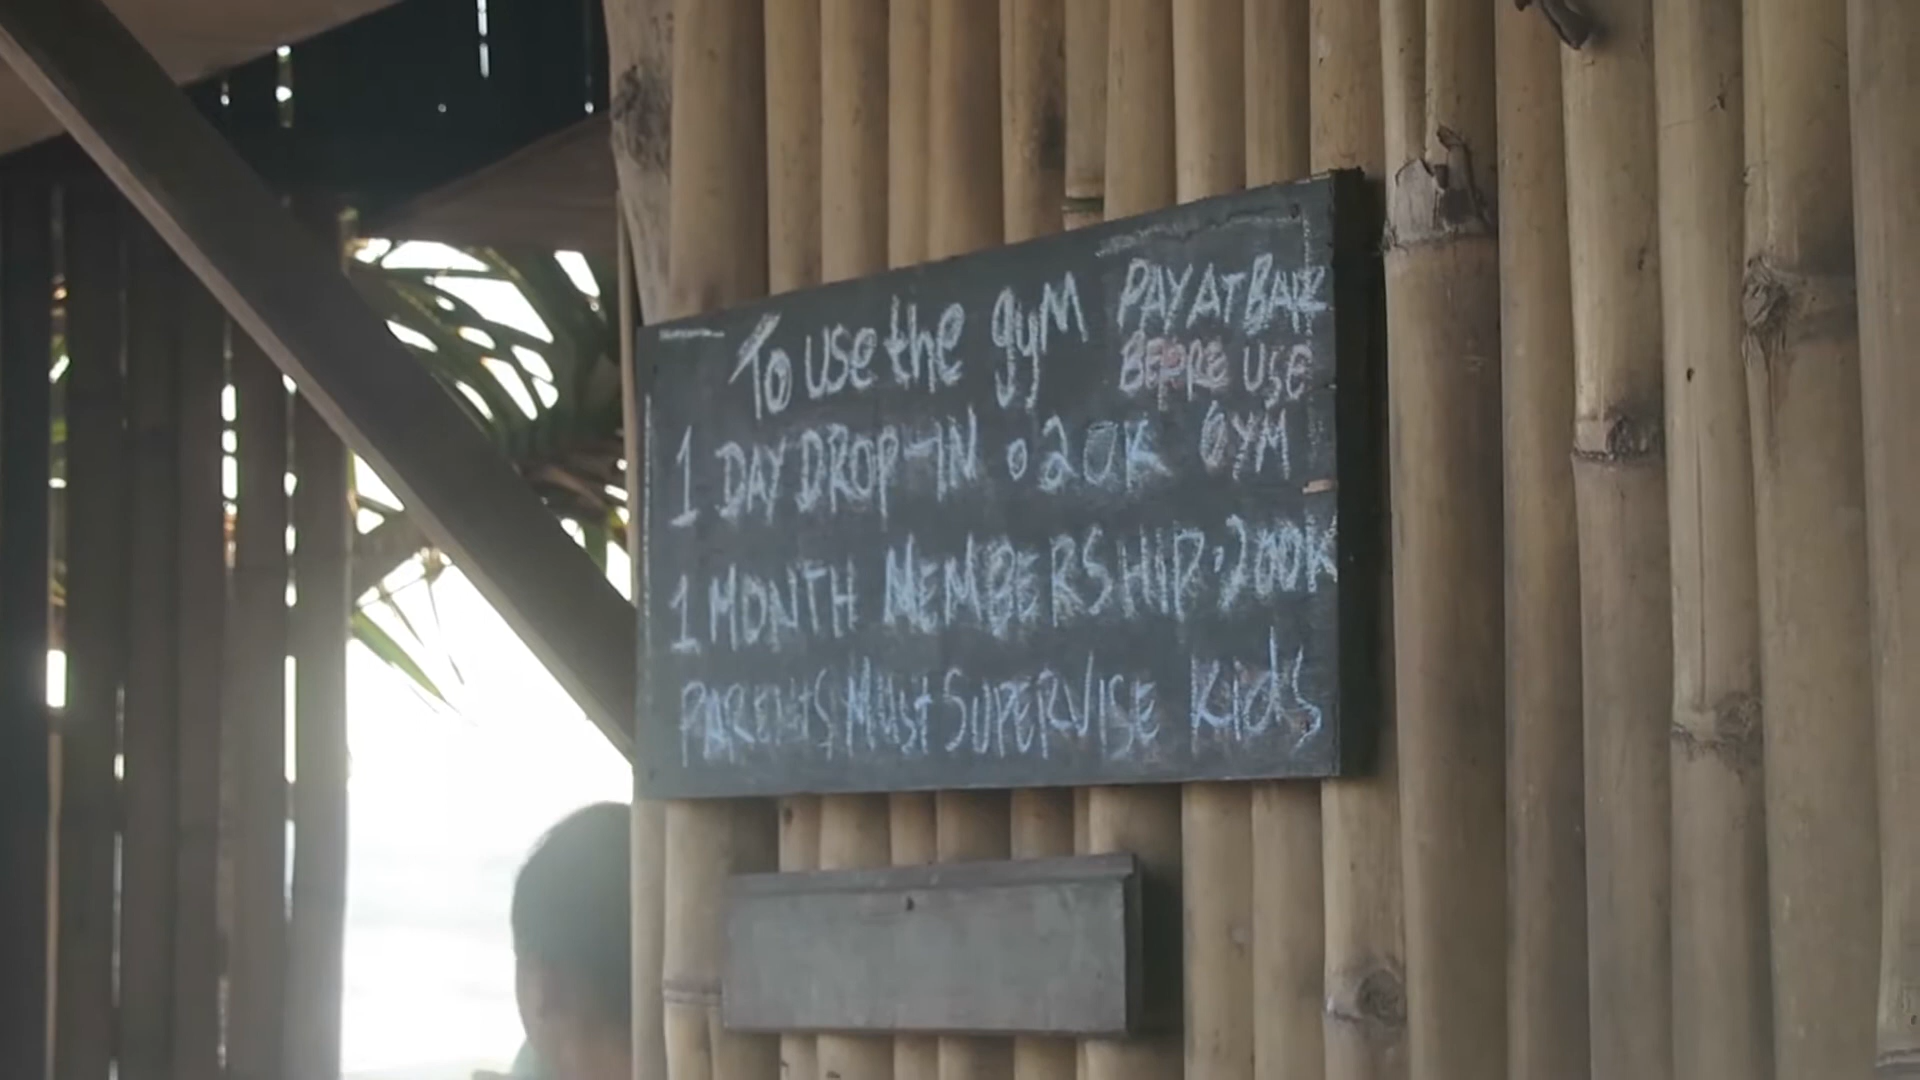 To use the gyM
PAY AT BAR
BEFORE USE
GYM
1 DAY DROP-IN • 20K
1 MONTH MEMBERSHIP • 200K
PARENTS MUSt SUPERVISE Kids